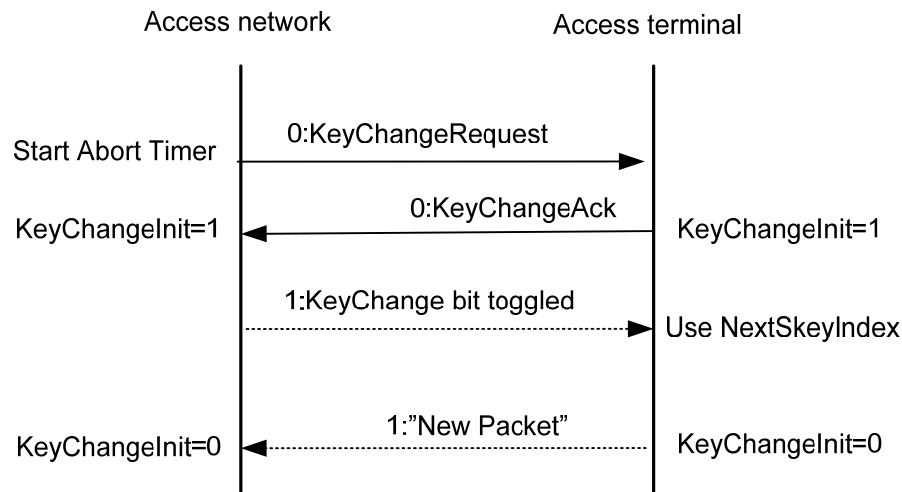 Access network
Access terminal
0:KeyChangeRequest
Start Abort Timer
0:KeyChangeAck
KeyChangeInit=1
KeyChangeInit=1
1:KeyChange bit toggled
Use NextSkeyIndex
1:”New Packet”
KeyChangeInit=0
KeyChangeInit=0